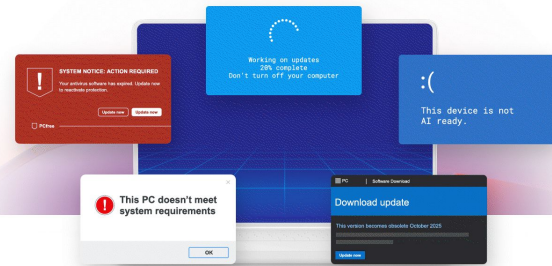 Working on updates
20% complete
Don't turn off your computer
SYSTEM NOTICE: ACTION REQUIRED
Your antivirus software has expired. Update now
to reactivate protection.
Update now
Update now
PCfree
:(
This device is not
AI ready.
This PC doesn't meet
system requirements
OK
PC | Software Download
Download update
This version becomes obsolete October 2025
Update now